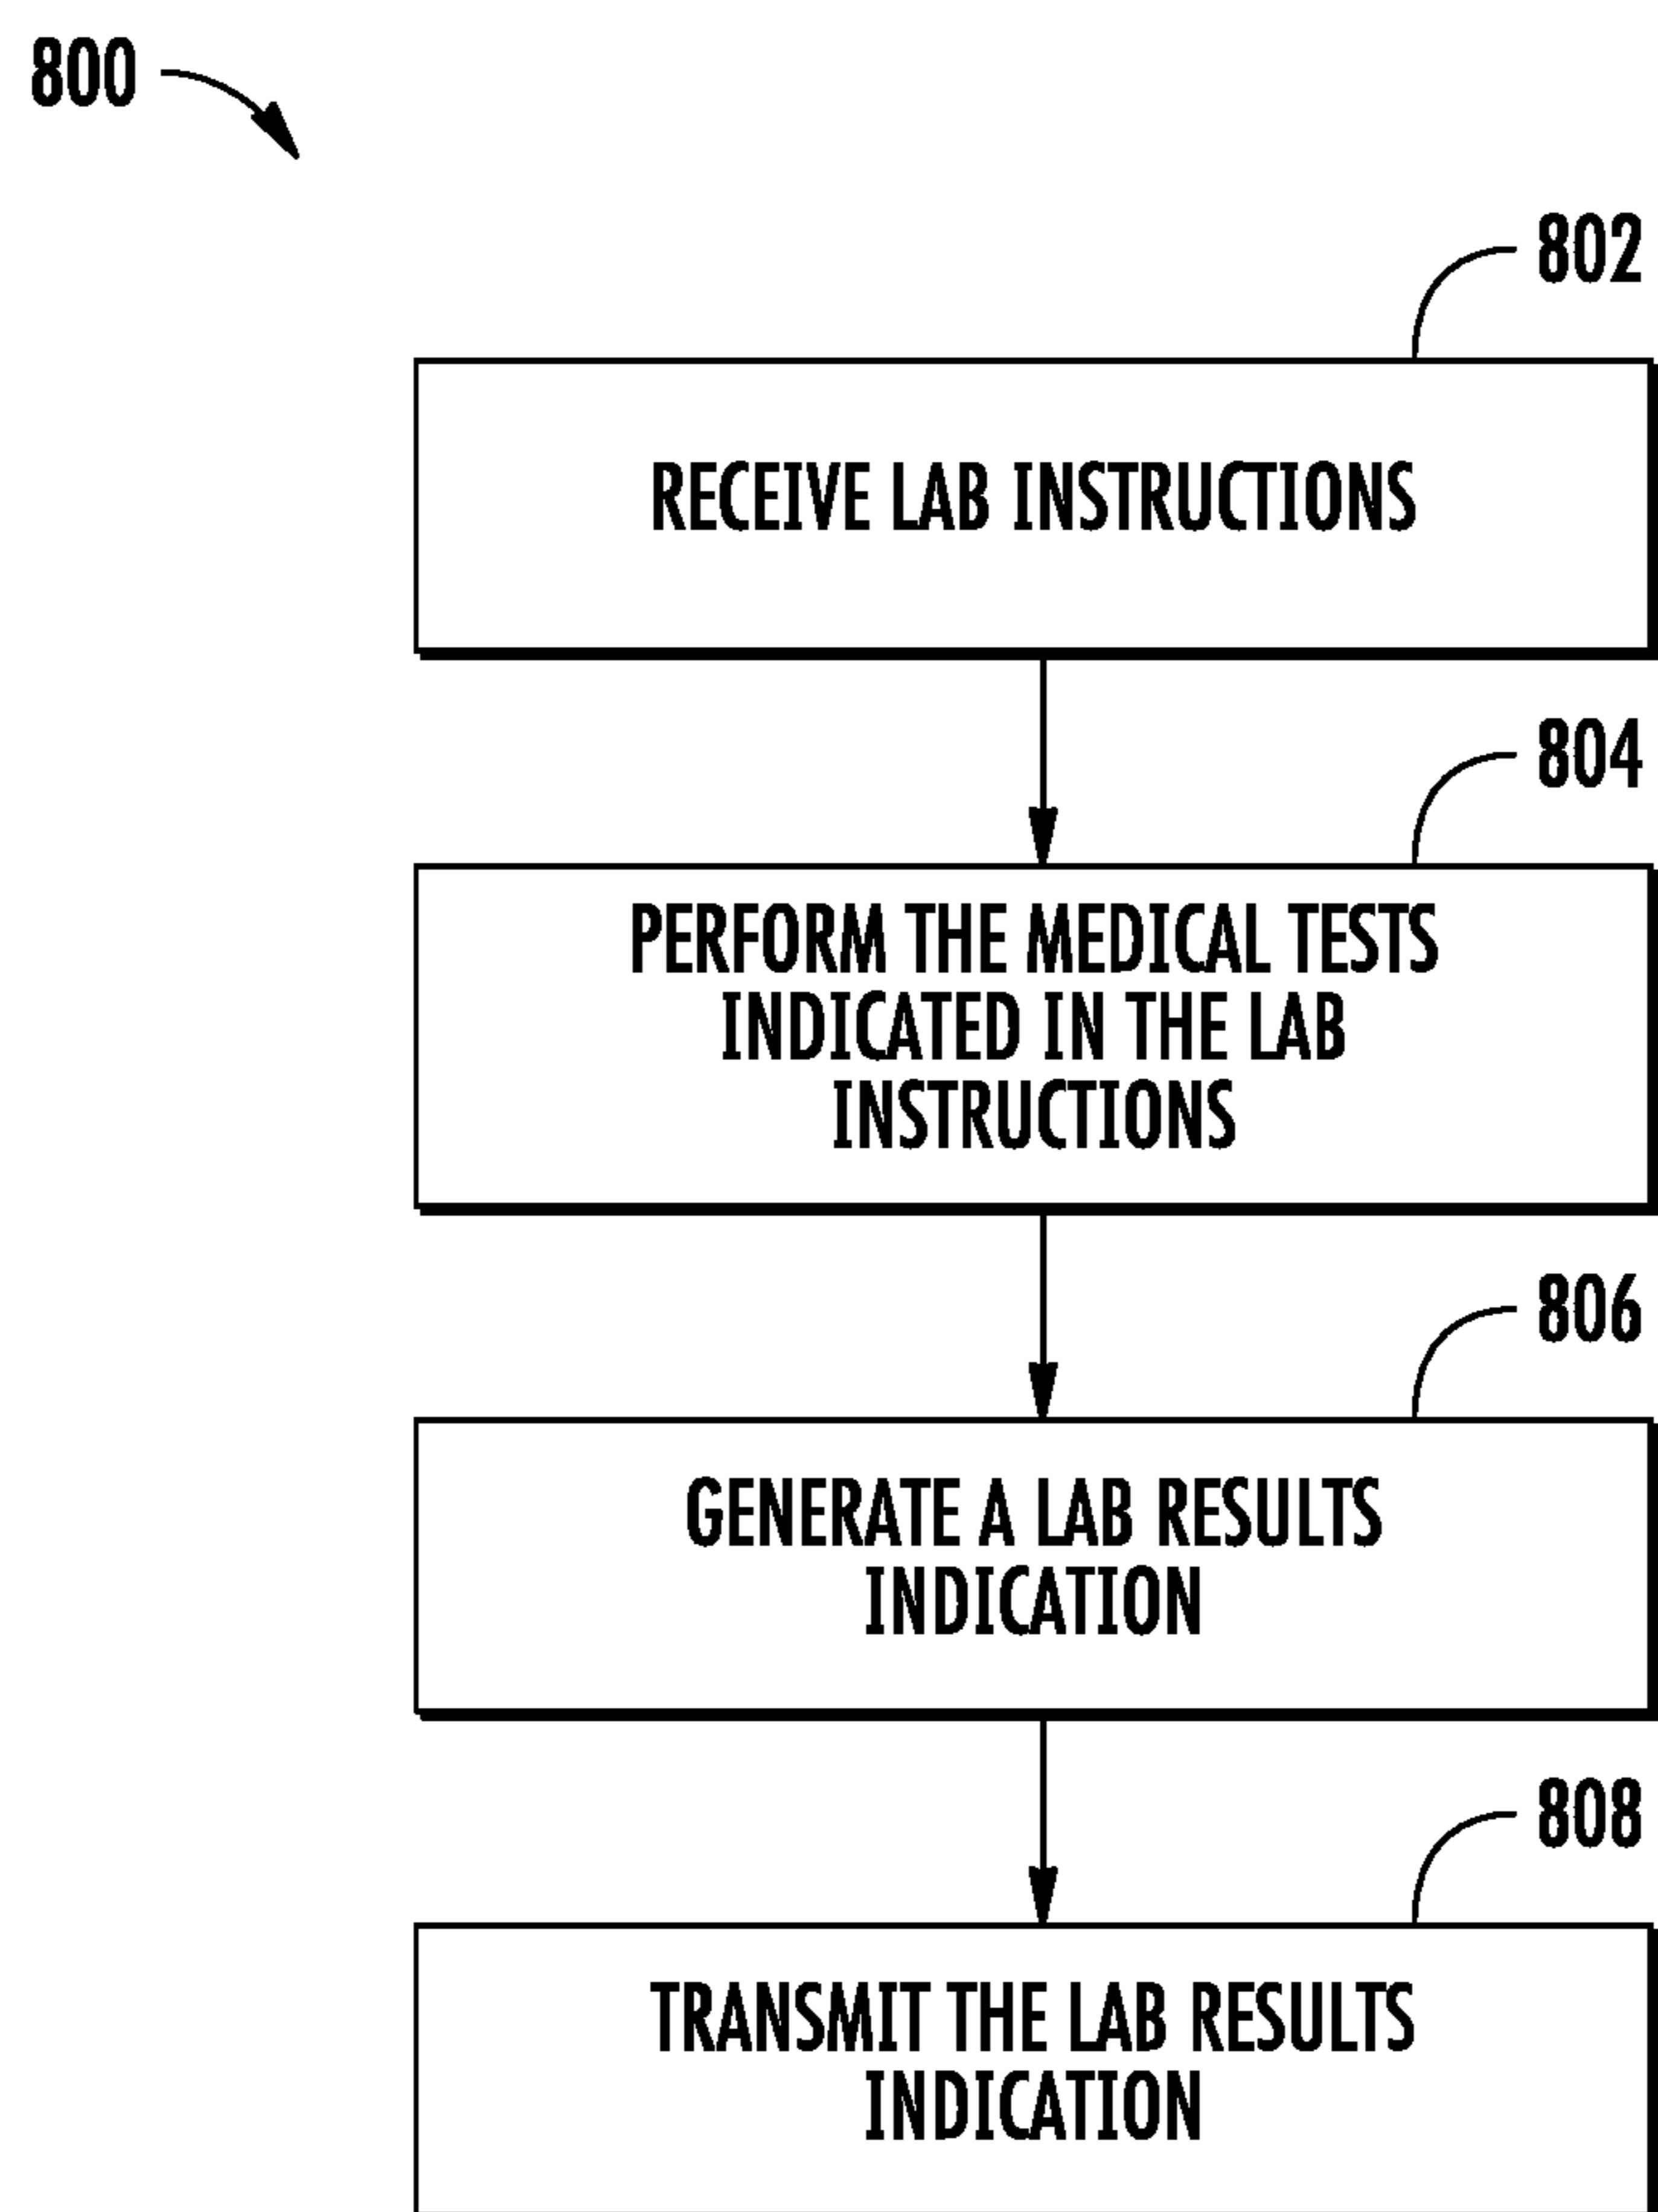 800
802
RECEIVE LAB INSTRUCTIONS
804
PERFORM THE MEDICAL TESTS
INDICATED IN THE LAB
INSTRUCTIONS
806
GENERATE A LAB RESULTS
INDICATION
808
TRANSMIT THE LAB RESULTS
INDICATION